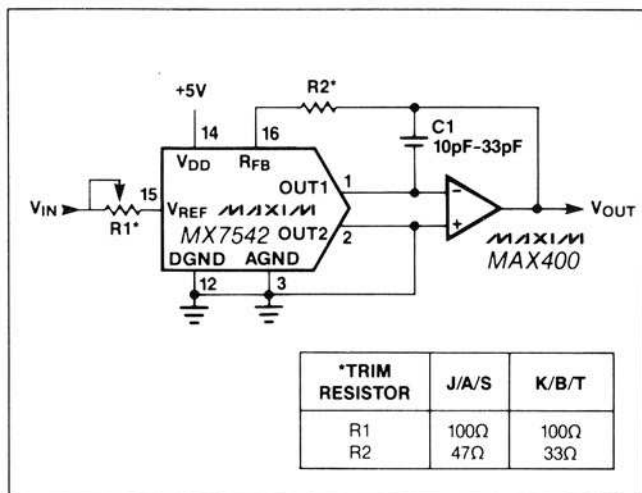 R2*
+5V
14
16
C1
10pF-33pF
VDD
RFB
OUT1
1
VIN
15
VREF
MAXIM
R1*
MX7542
OUT2
2
−
+
VOUT
MAXIM
MAX400
DGND
AGND
12
3
*TRIM RESISTOR J/A/S K/B/T
R1 100Ω 100Ω
R2 47Ω 33Ω